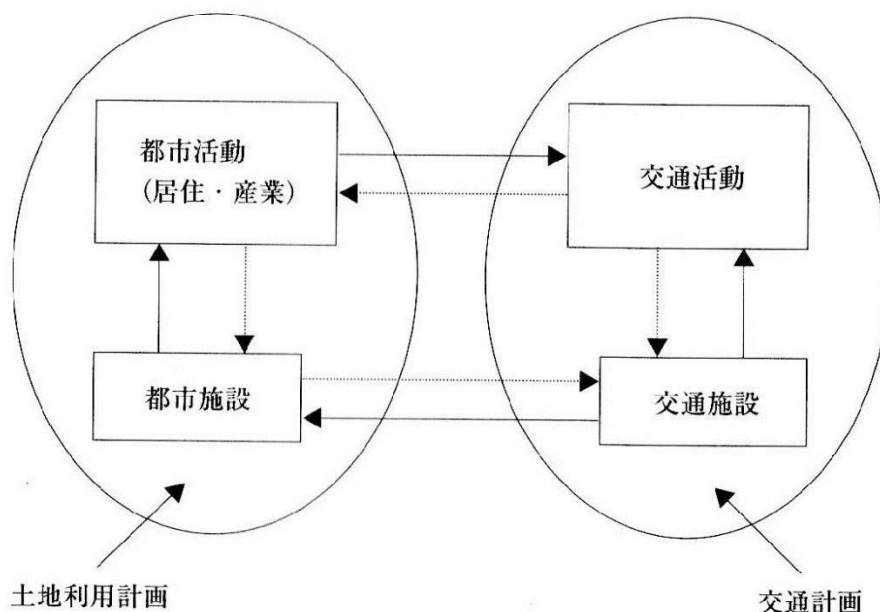 都市活動
(居住・産業)
交通活動
都市施設
交通施設
土地利用計画
交通計画